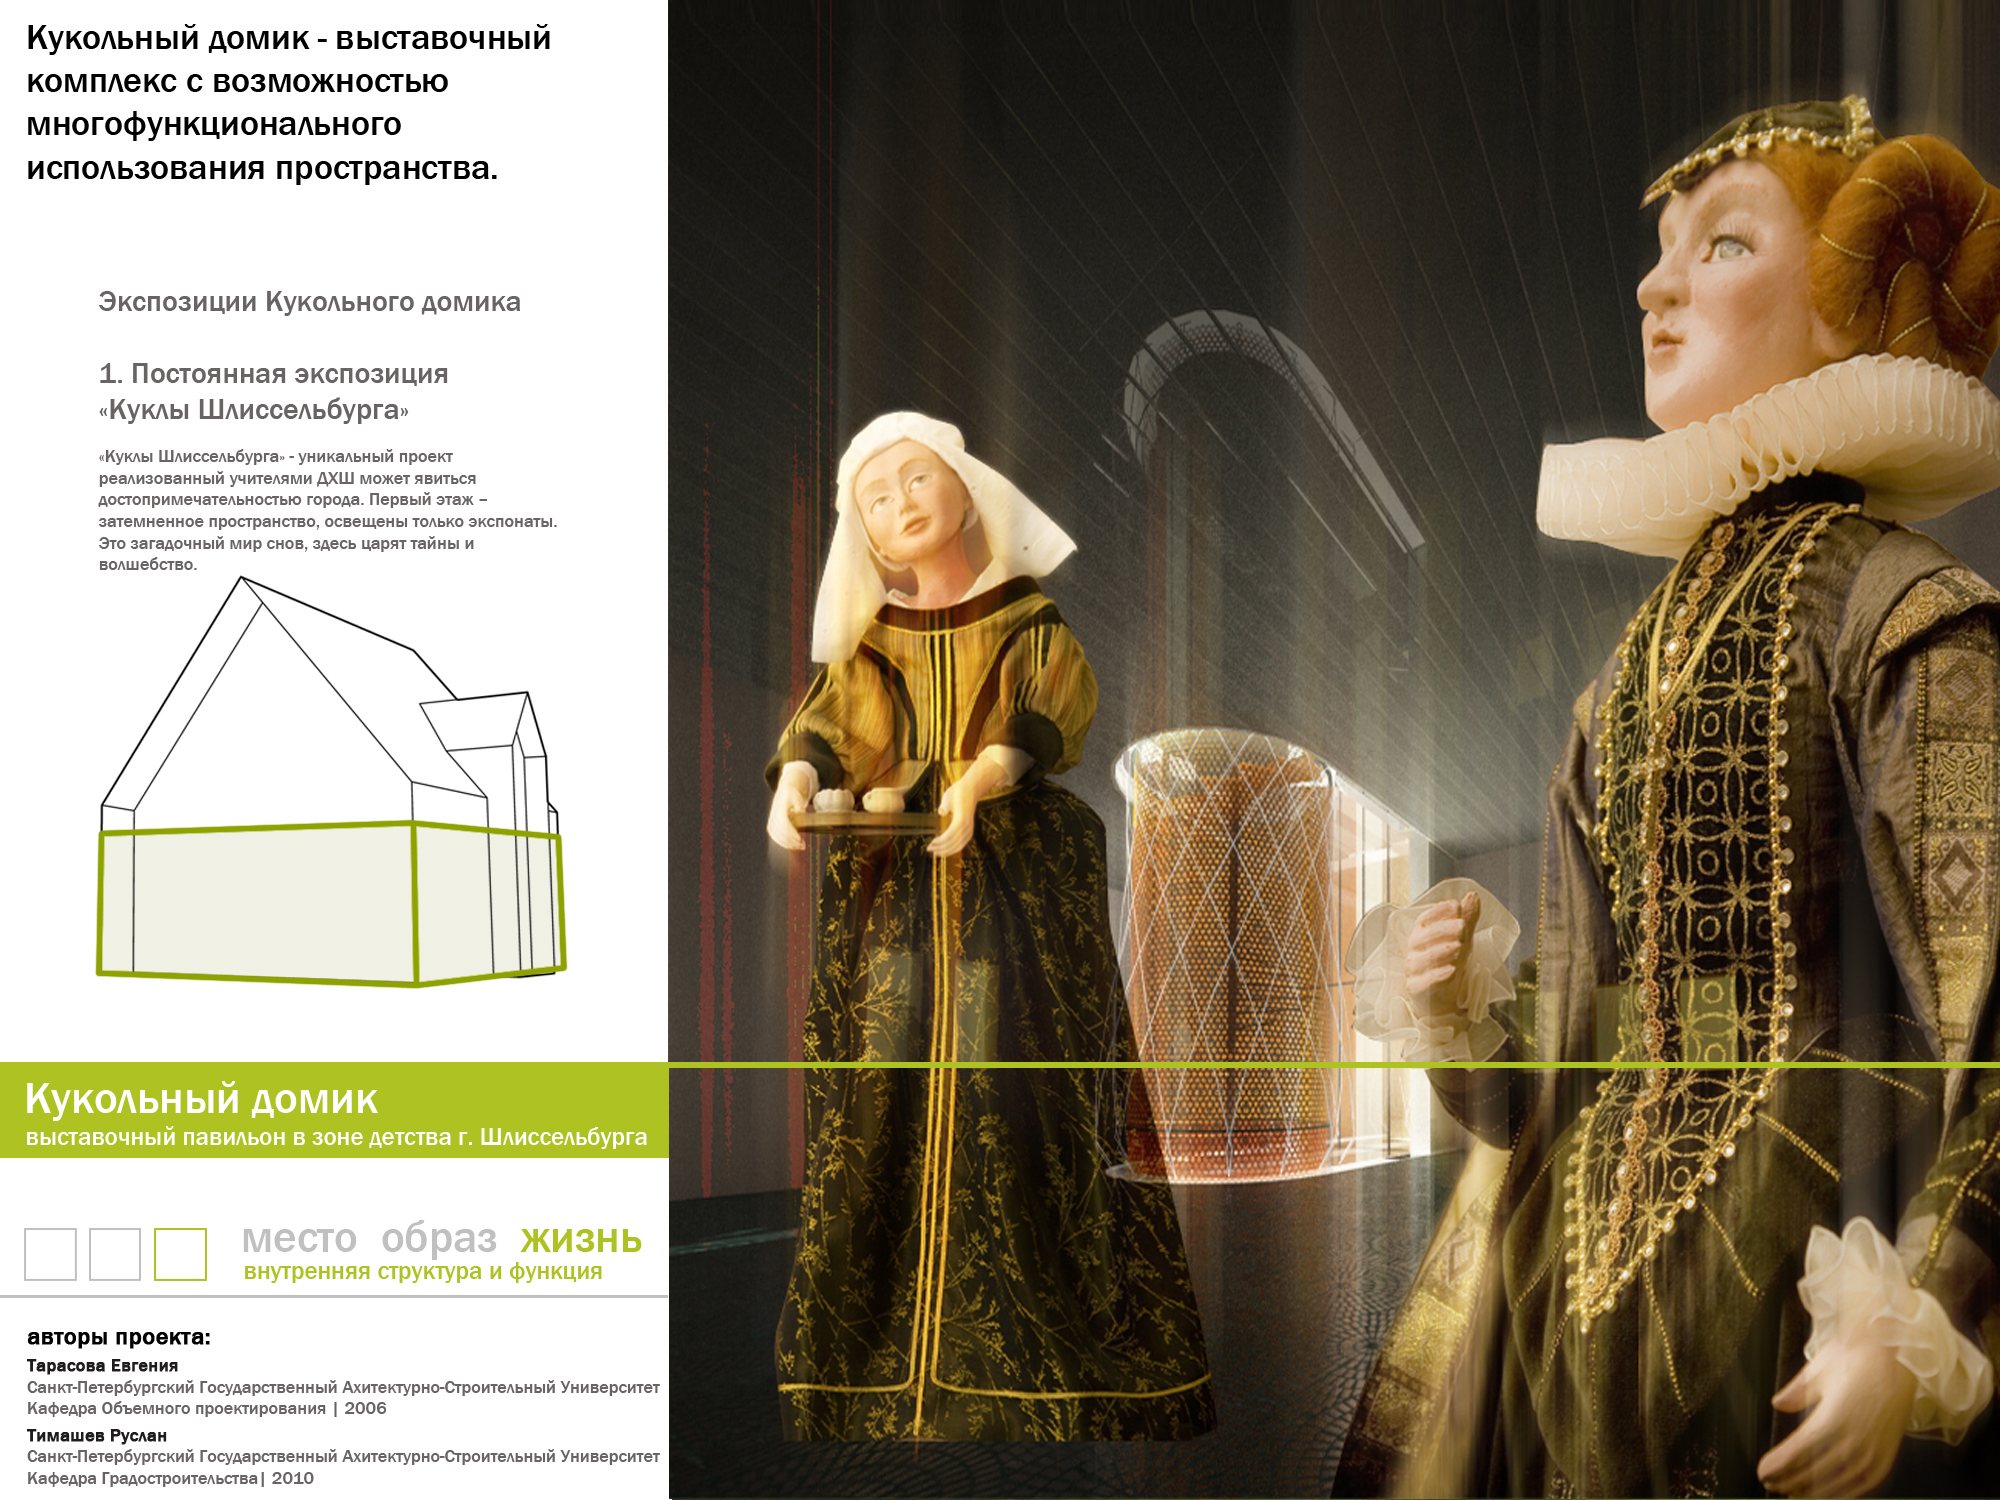 Кукольный домик - выставочный
комплекс с возможностью
многофункционального
использования пространства.
Экспозиции Кукольного домика
1. Постоянная экспозиция
«Куклы Шлиссельбурга»
«Куклы Шлиссельбурга» - уникальный проект
реализованный учителями ДХШ может явиться
достопримечательностью города. Первый этаж –
затемненное пространство, освещены только экспонаты.
Это загадочный мир снов, здесь царят тайны и
волшебство.
Кукольный домик
выставочный павильон в зоне детства г. Шлиссельбурга
место образ жизнь
внутренняя структура и функция
авторы проекта:
Тарасова Евгения
Санкт-Петербургский Государственный Ахитектурно-Строительный Университет
Кафедра Объемного проектирования | 2006
Тимашев Руслан
Санкт-Петербургский Государственный Ахитектурно-Строительный Университет
Кафедра Градостроительства| 2010